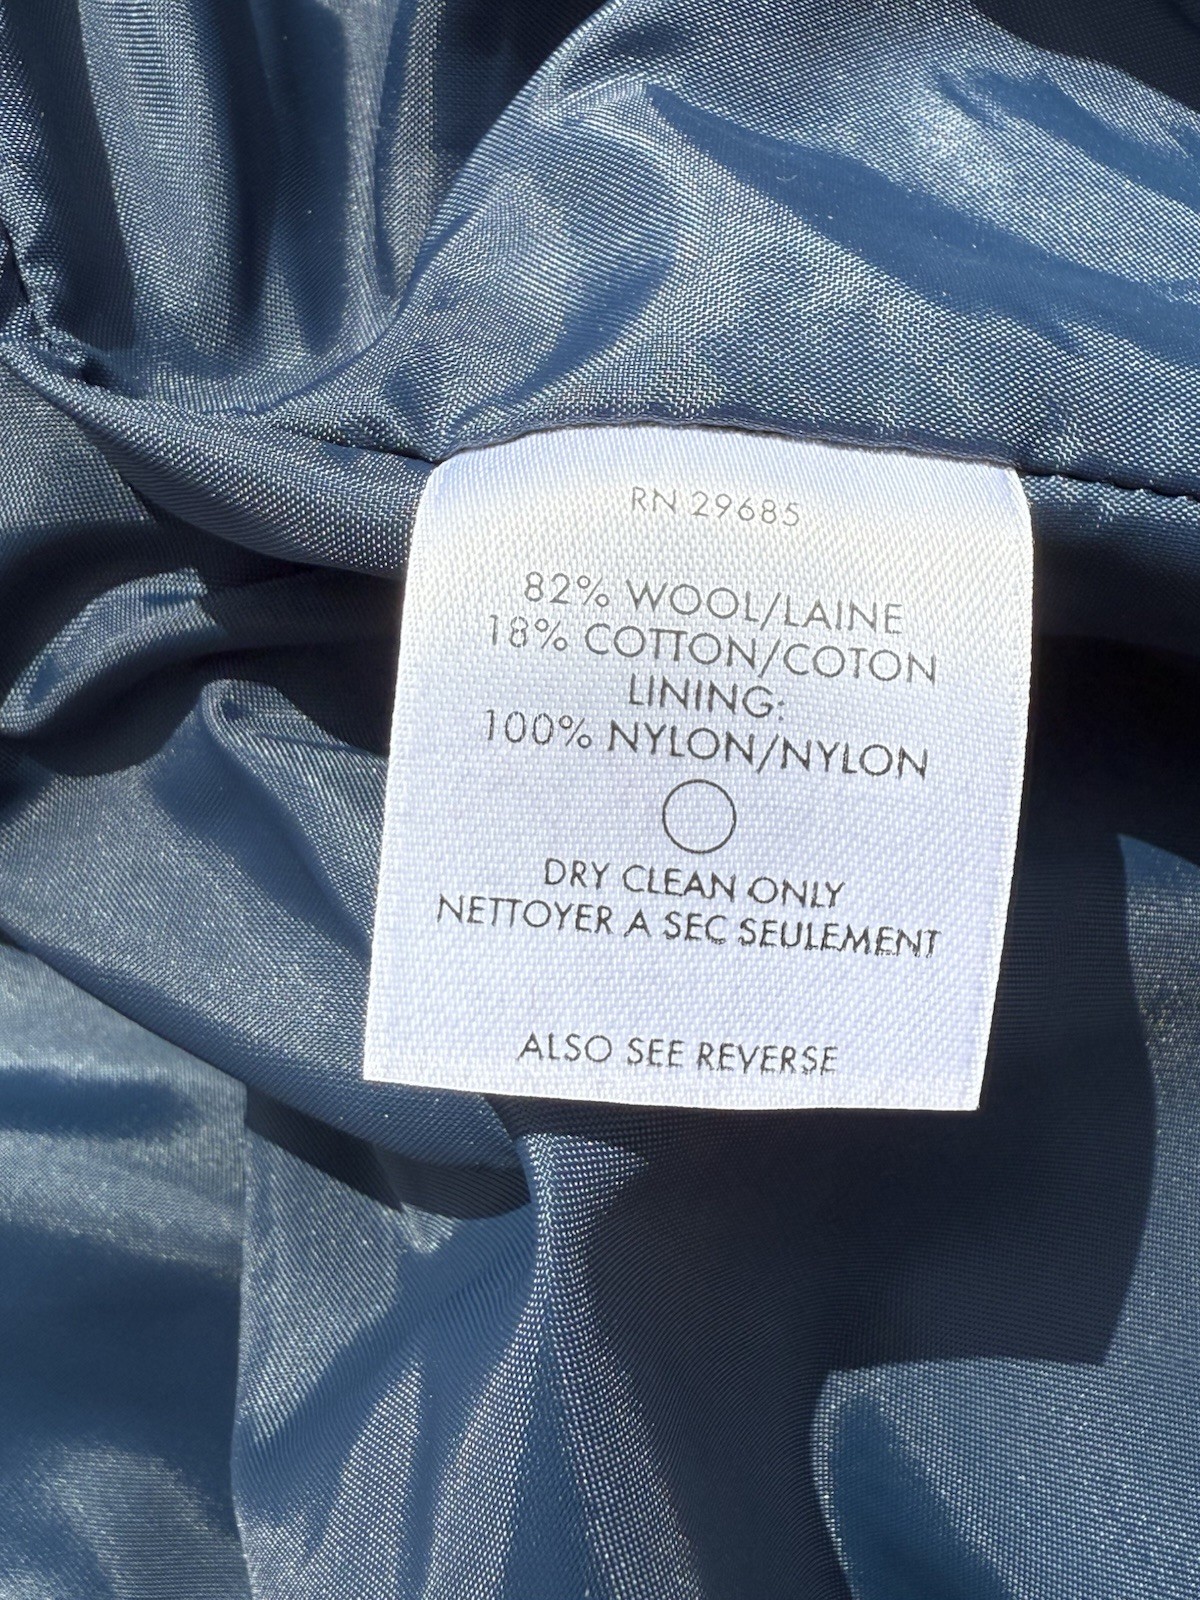 RN 29685
82% WOOL/LAINE
18% COTTON/COTON
LINING:
100% NYLON/NYLON
DRY CLEAN ONLY
NETTOYER A SEC SEULEMENT
ALSO SEE REVERSE